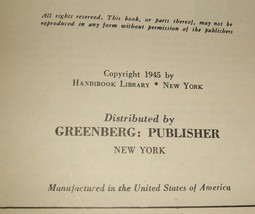 All rights reserved. This book, or parts thereof, may not be
reproduced in any form without permission of the publishers
Copyright 1945 by
HANDIBOOK LIBRARY * NEW YORK
Distributed by
GREENBERG: PUBLISHER
NEW YORK
Manufactured in the United States of America